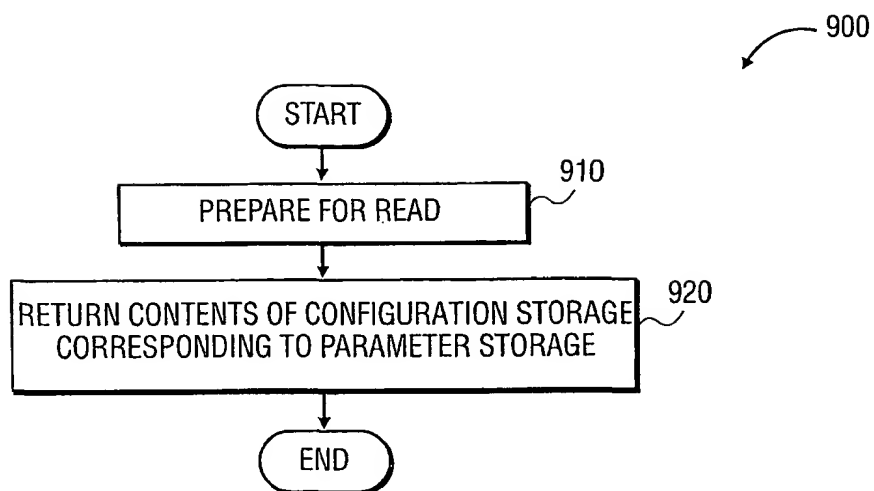 900
START
910
PREPARE FOR READ
920
RETURN CONTENTS OF CONFIGURATION STORAGE
CORRESPONDING TO PARAMETER STORAGE
END